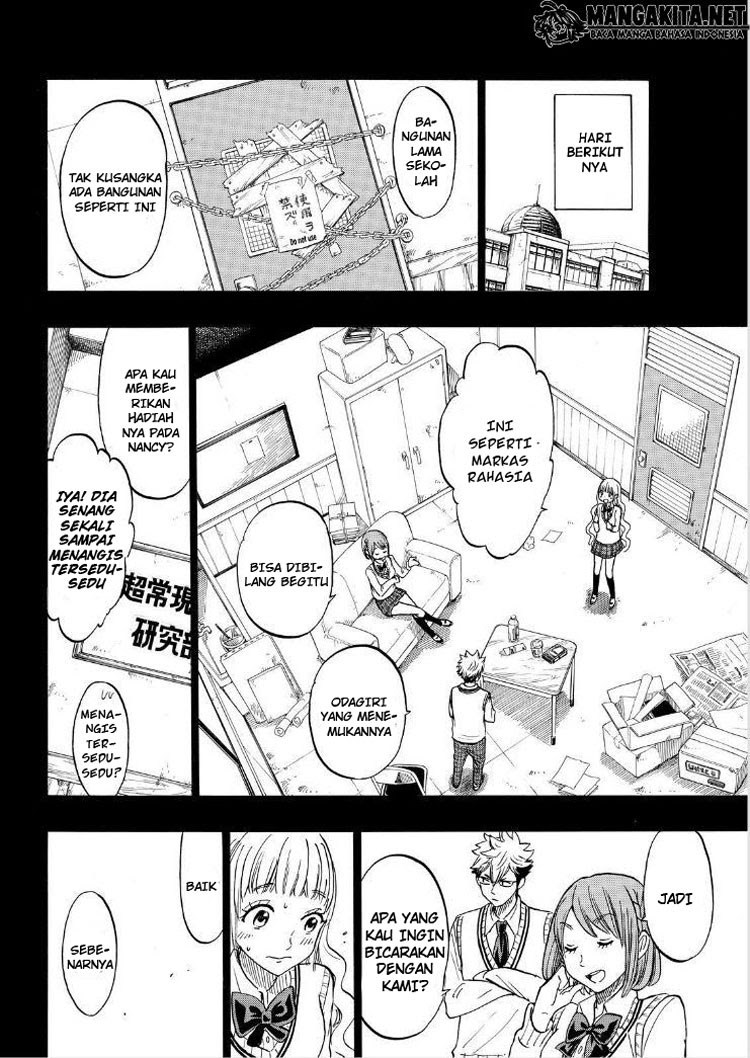 MANGAKITA.NET
BACA MANGA BAHASA INDONESIA
HARI
BERIKUT
NYA
BA-
NGUNAN
LAMA
SEKO-
LAH
TAK KUSANGKA
ADA BANGUNAN
SEPERTI INI
使用を
禁ズ
Do not use
INI
SEPERTI
MARKAS
RAHASIA
BISA DIBI-
LANG BEGITU
ODAGIRI
YANG MENE-
MUKANNYA
APA KAU
MEMBE-
RIKAN
HADIAH
NYA PADA
NANCY?
IYA! DIA
SENANG
SEKALI
SAMPAI
MENANGIS
TERSEDU-
SEDU
超常現
研究部
MENA-
NGIS
TER-
SEDU-
SEDU?
JADI
APA YANG
KAU INGIN
BICARAKAN
DENGAN
KAMI?
BAIK
SEBE-
NARNYA